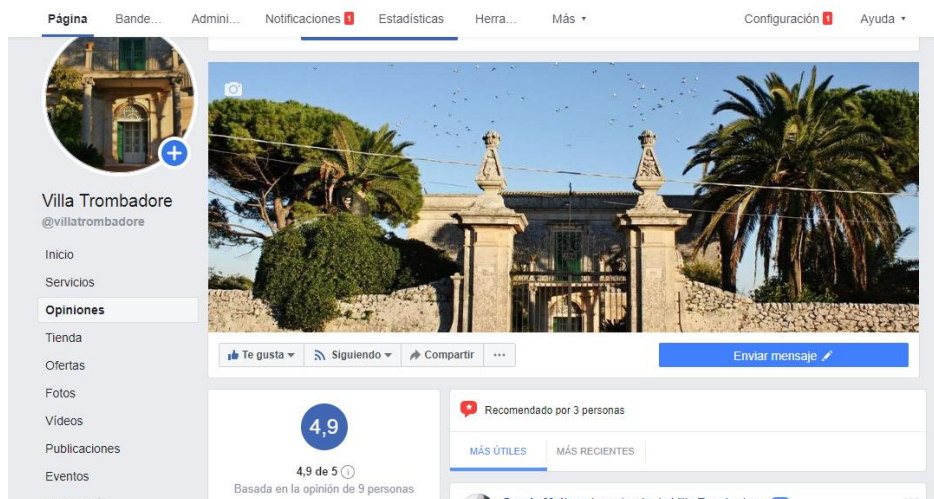 Página Bande... Admini... Notificaciones 1 Estadísticas Herra... Más Configuración 1 Ayuda
Villa Trombadore
@villatrombadore
Inicio
Servicios
Opiniones
Tienda
Ofertas
Fotos
Vídeos
Publicaciones
Eventos
Te gusta Siguiendo Compartir ... Enviar mensaje
4,9
4,9 de 5
Basada en la opinión de 9 personas
Recomendado por 3 personas
MÁS ÚTILES MÁS RECIENTES